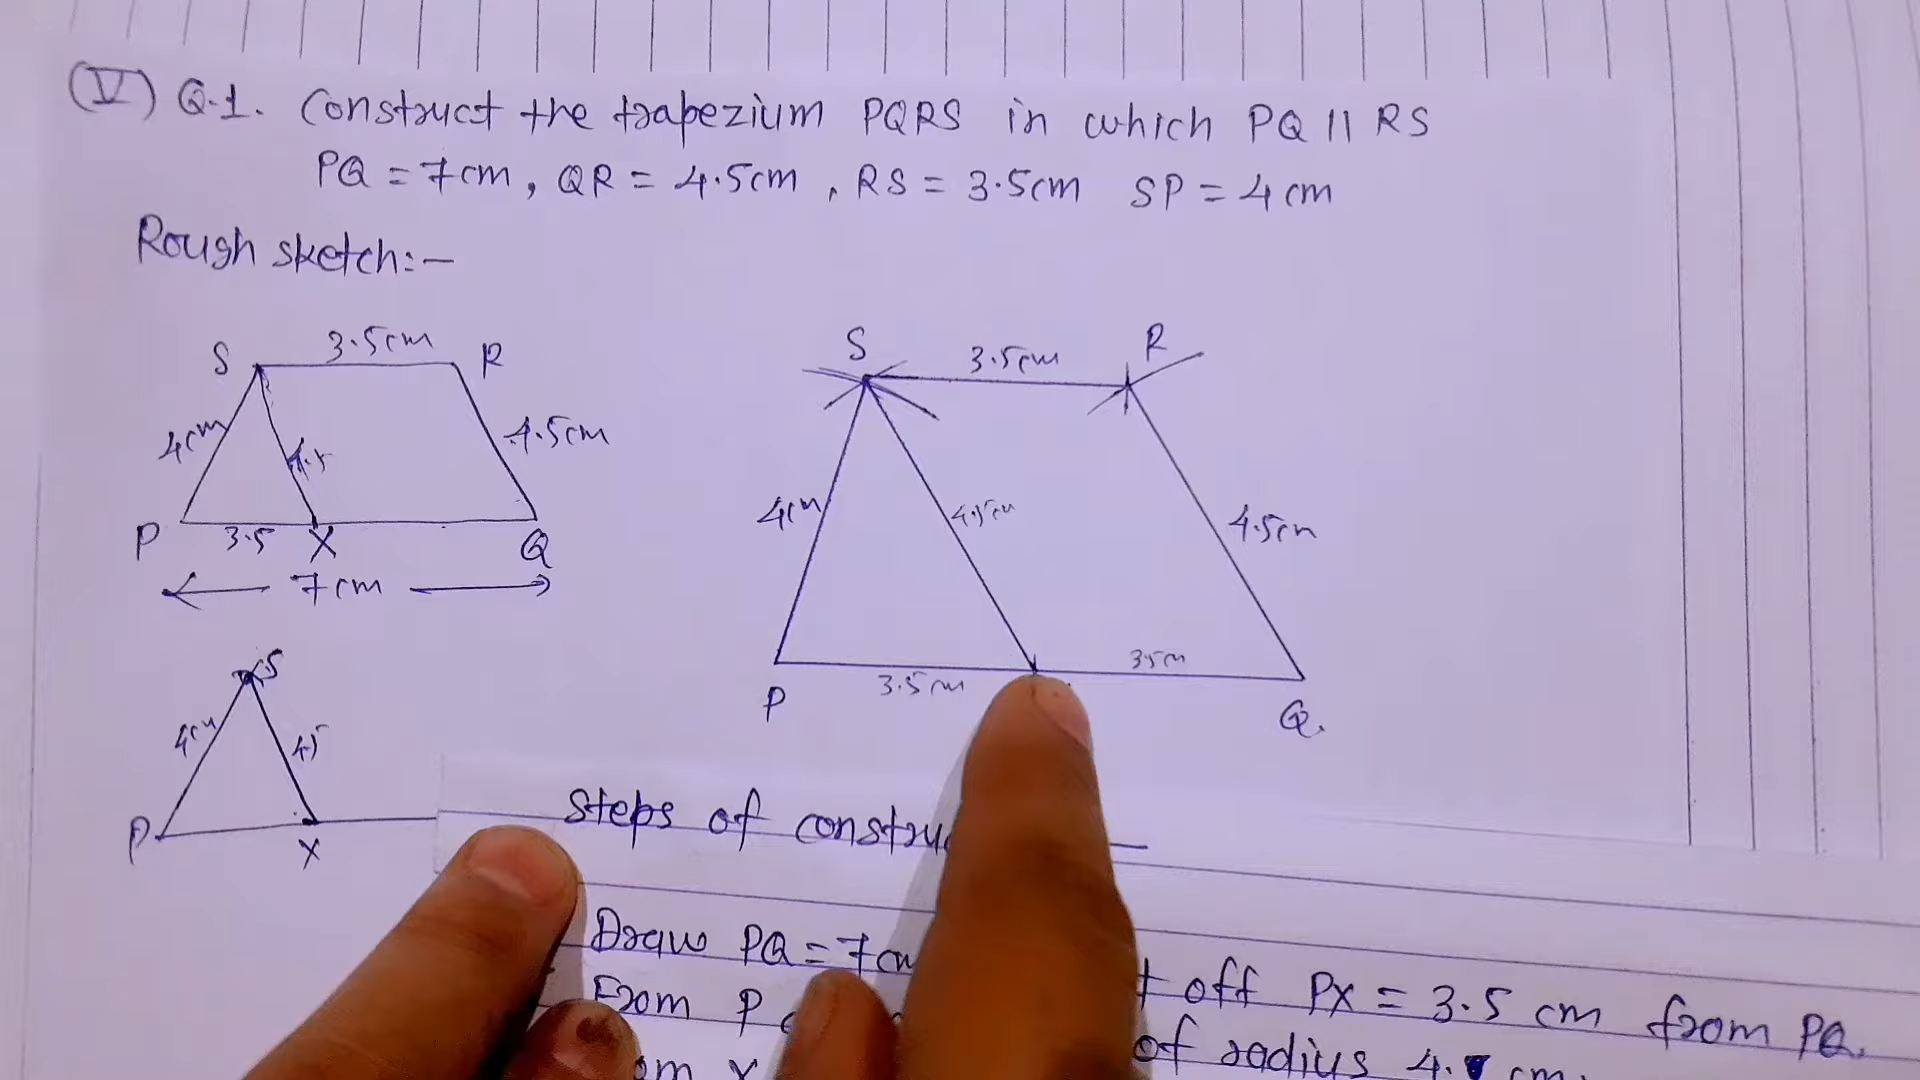 (V) Q.1. Construct the trapezium PQRS in which PQ || RS
PQ = 7cm, QR = 4.5cm, RS = 3.5cm SP = 4cm
Rough sketch:-
S 3.5cm R
4cm 4.5 4.5cm
P 3.5 X Q
7cm
S 3.5cm R
4cm 4.5cm 4.5cm
P 3.5cm 3.5cm Q.
S
4cm 4.5
P X
Steps of constru
Draw PQ = 7cm t off PX = 3.5 cm from PQ.
From P
om X of radius 4. cm.